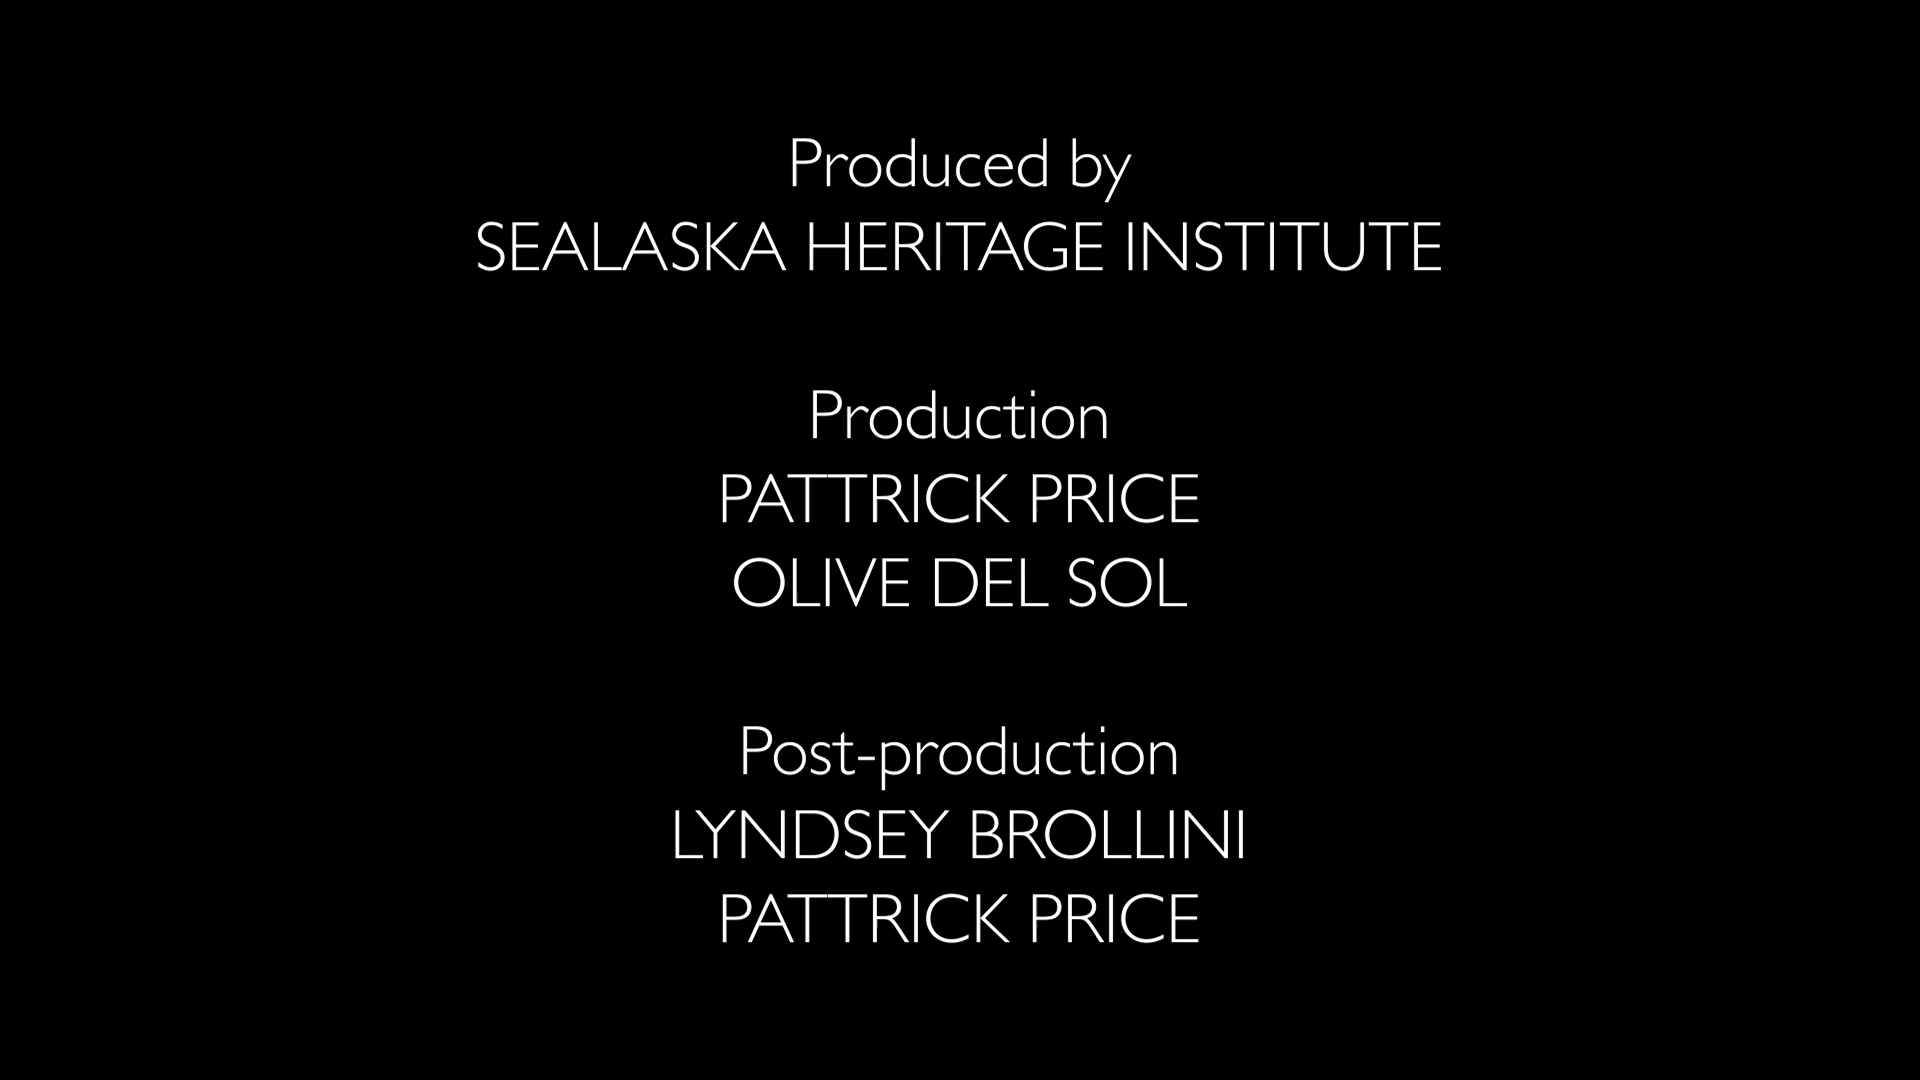 Produced by
SEALASKA HERITAGE INSTITUTE
Production
PATTRICK PRICE
OLIVE DEL SOL
Post-production
LYNDSEY BROLLINI
PATTRICK PRICE